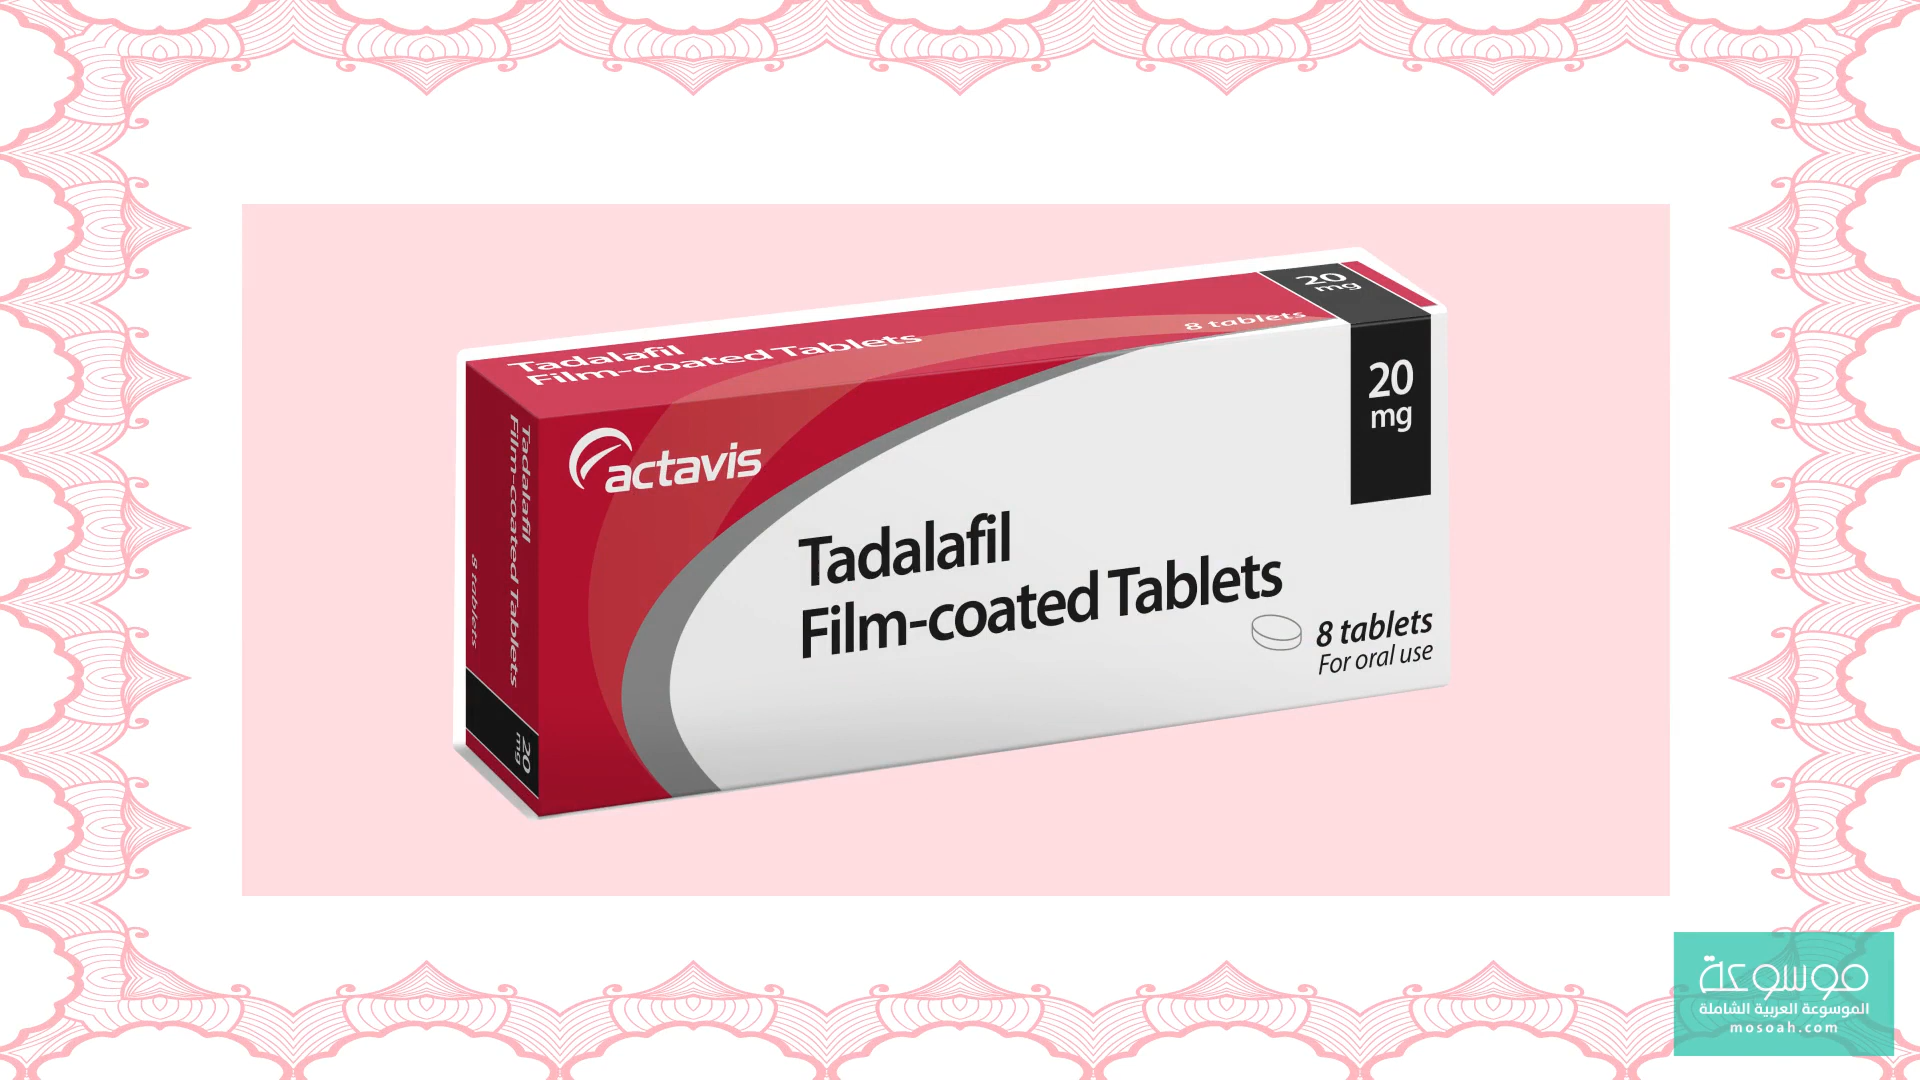 Tadalafil
Film-coated Tablets
8 tablets
20
mg
Tadalafil
Film-coated Tablets
8 tablets
20
mg
actavis
20
mg
Tadalafil
Film-coated Tablets
8 tablets
For oral use
موسوعة
الموسوعة العربية الشاملة
mosoah.com